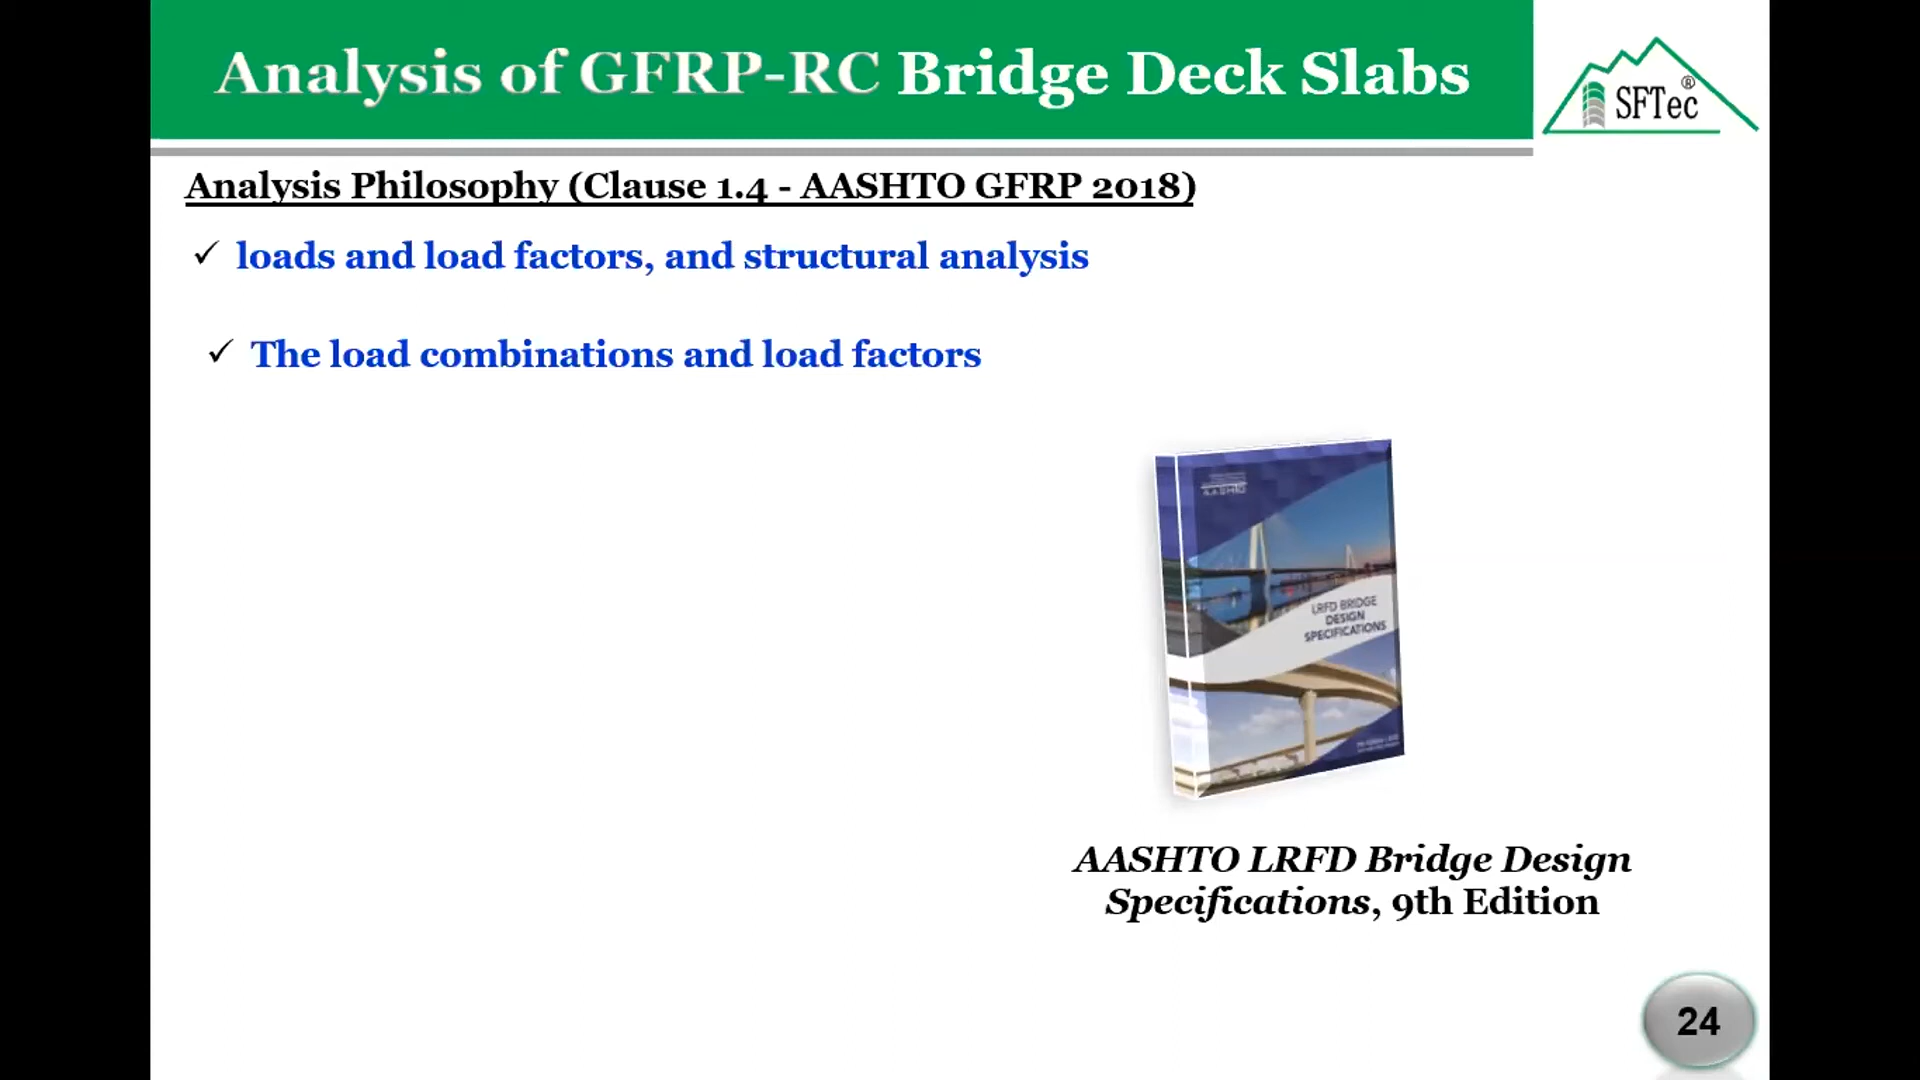 Analysis of GFRP-RC Bridge Deck Slabs
SFTec®
Analysis Philosophy (Clause 1.4 - AASHTO GFRP 2018)
✓ loads and load factors, and structural analysis
✓ The load combinations and load factors
AASHTO
LRFD BRIDGE
DESIGN
SPECIFICATIONS
AASHTO LRFD Bridge Design
Specifications, 9th Edition
24